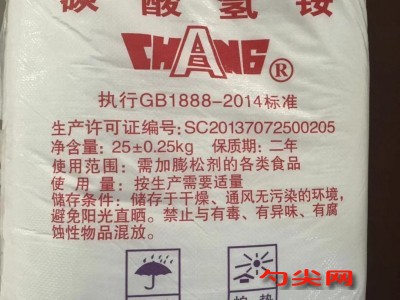 碳酸氢铵
CHANG®
执行GB1888-2014标准
生产许可证编号: SC20137072500205
净含量: 25±0.25kg 保质期: 二年
使用范围: 需加膨松剂的各类食品
使 用 量: 按生产需要适量
储存条件: 储存于干燥、通风无污染的环境,
避免阳光直晒。禁止与有毒、有异味、有腐
蚀性物品混放。
勺尖网